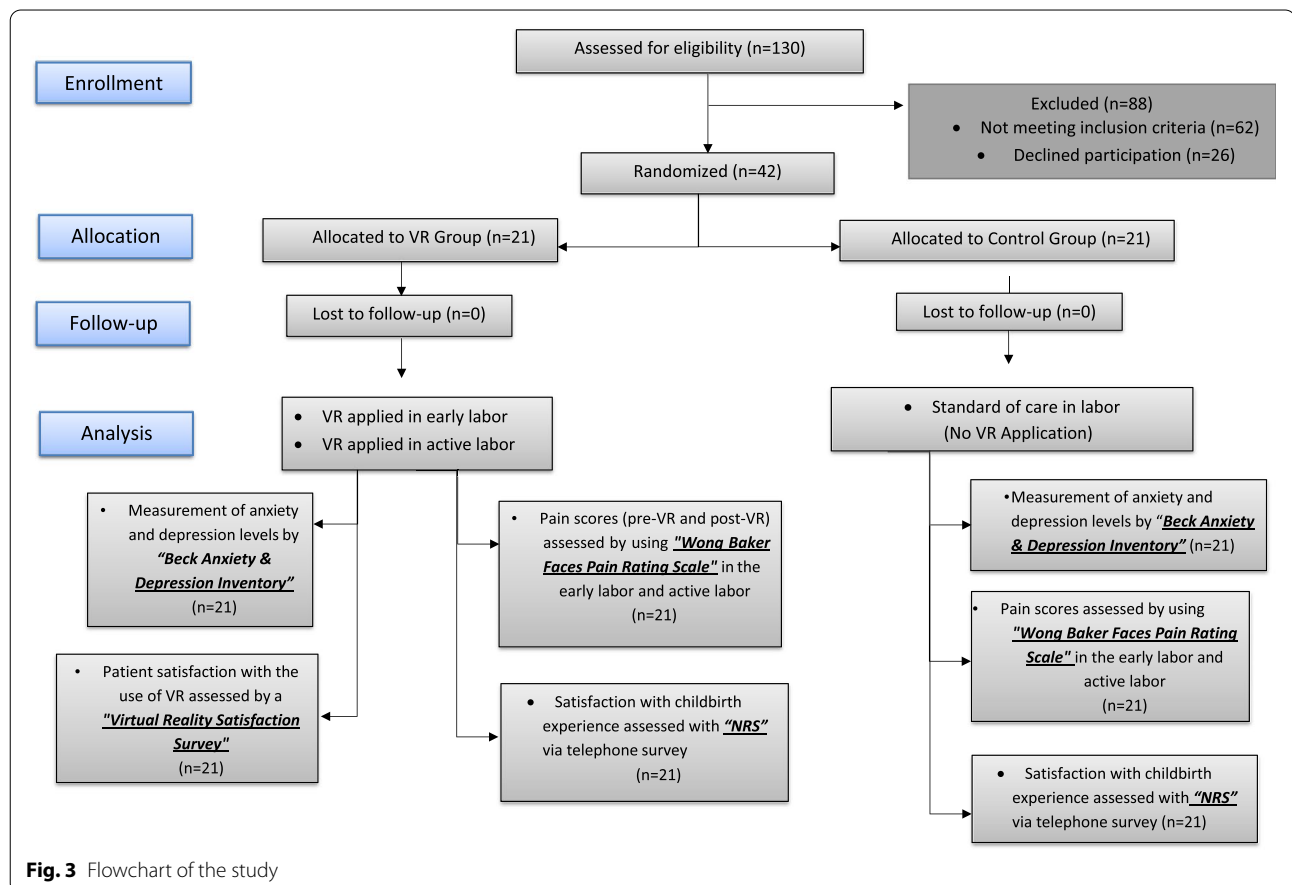 Assessed for eligibility (n=130)
Enrollment
Excluded (n=88)
• Not meeting inclusion criteria (n=62)
• Declined participation (n=26)
Randomized (n=42)
Allocation
Allocated to VR Group (n=21)
Allocated to Control Group (n=21)
Follow-up
Lost to follow-up (n=0)
Lost to follow-up (n=0)
Analysis
• VR applied in early labor
• VR applied in active labor
• Standard of care in labor
(No VR Application)
• Measurement of anxiety
and depression levels by
“Beck Anxiety &
Depression Inventory”
(n=21)
• Pain scores (pre-VR and post-VR)
assessed by using "Wong Baker
Faces Pain Rating Scale" in the
early labor and active labor
(n=21)
•Measurement of anxiety and
depression levels by “Beck Anxiety
& Depression Inventory” (n=21)
• Patient satisfaction with the
use of VR assessed by a
"Virtual Reality Satisfaction
Survey"
(n=21)
• Satisfaction with childbirth
experience assessed with “NRS”
via telephone survey
(n=21)
• Pain scores assessed by using
"Wong Baker Faces Pain Rating
Scale" in the early labor and
active labor
(n=21)
• Satisfaction with childbirth
experience assessed with “NRS”
via telephone survey (n=21)
Fig. 3 Flowchart of the study